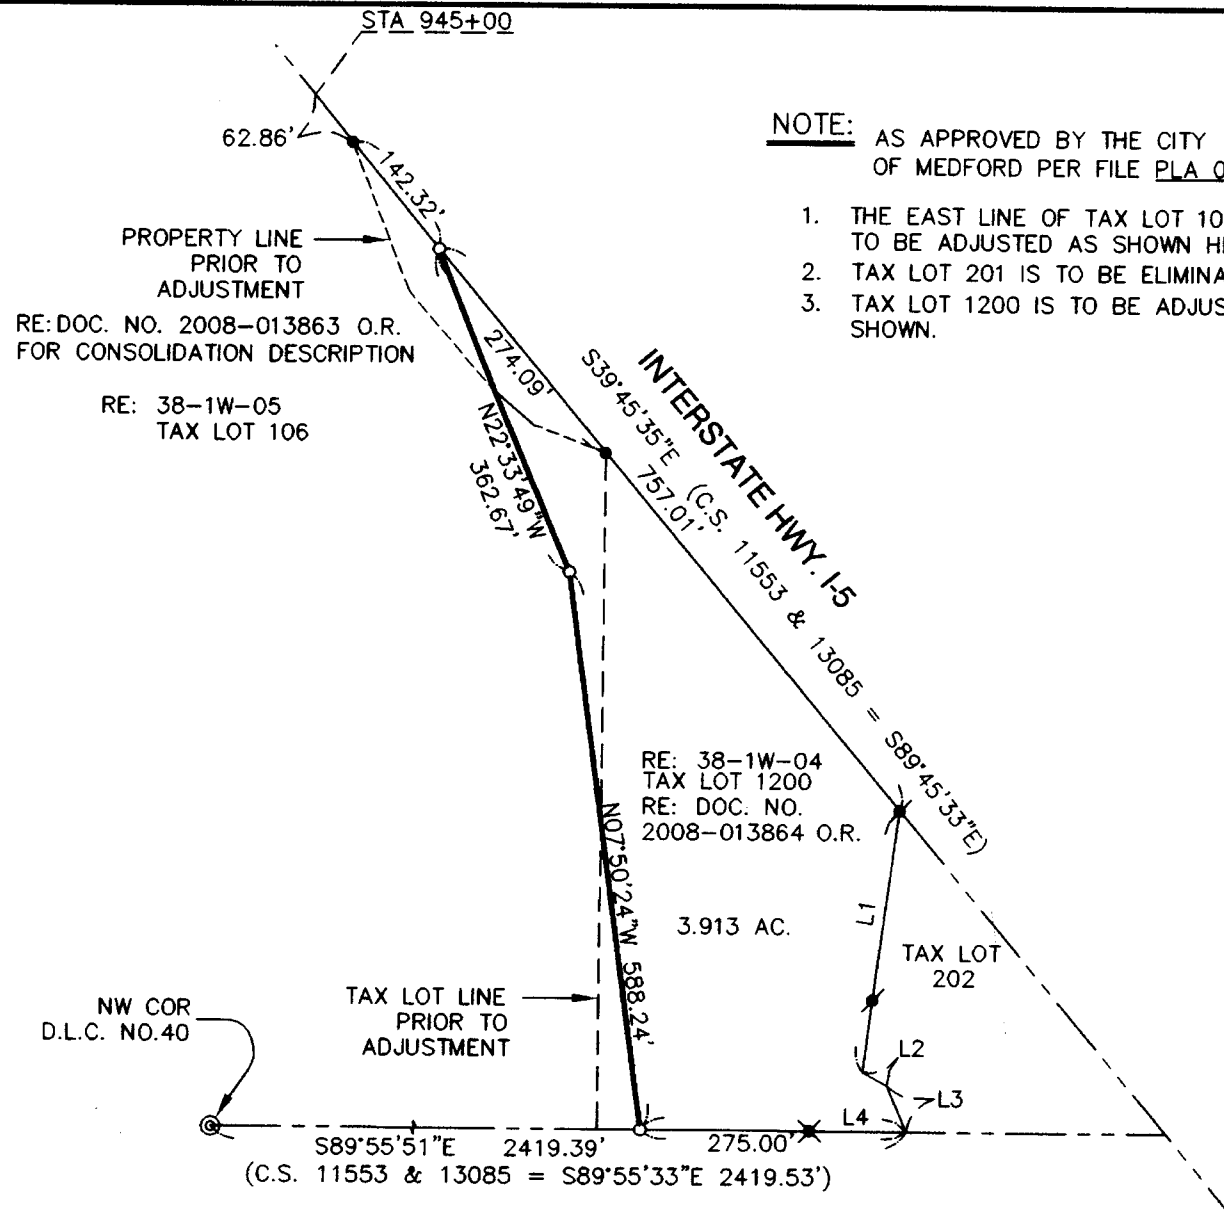 STA 945+00
62.86'
142.32'
NOTE: AS APPROVED BY THE CITY
OF MEDFORD PER FILE PLA 0
1. THE EAST LINE OF TAX LOT 10
TO BE ADJUSTED AS SHOWN H
2. TAX LOT 201 IS TO BE ELIMINA
3. TAX LOT 1200 IS TO BE ADJUS
SHOWN.
PROPERTY LINE
PRIOR TO
ADJUSTMENT
RE: DOC. NO. 2008-013863 O.R.
FOR CONSOLIDATION DESCRIPTION
RE: 38-1W-05
TAX LOT 106
274.09'
N22°33'49"W
362.67'
INTERSTATE HWY. I-5
S39°45'35"E (C.S. 11553 & 13085 = S89°45'33"E)
757.01'
RE: 38-1W-04
TAX LOT 1200
RE: DOC. NO.
2008-013864 O.R.
3.913 AC.
N07°50'24"W 588.24'
L1
TAX LOT
202
L2
L3
L4
TAX LOT LINE
PRIOR TO
ADJUSTMENT
NW COR
D.L.C. NO.40
S89°55'51"E 2419.39'
275.00'
(C.S. 11553 & 13085 = S89°55'33"E 2419.53')